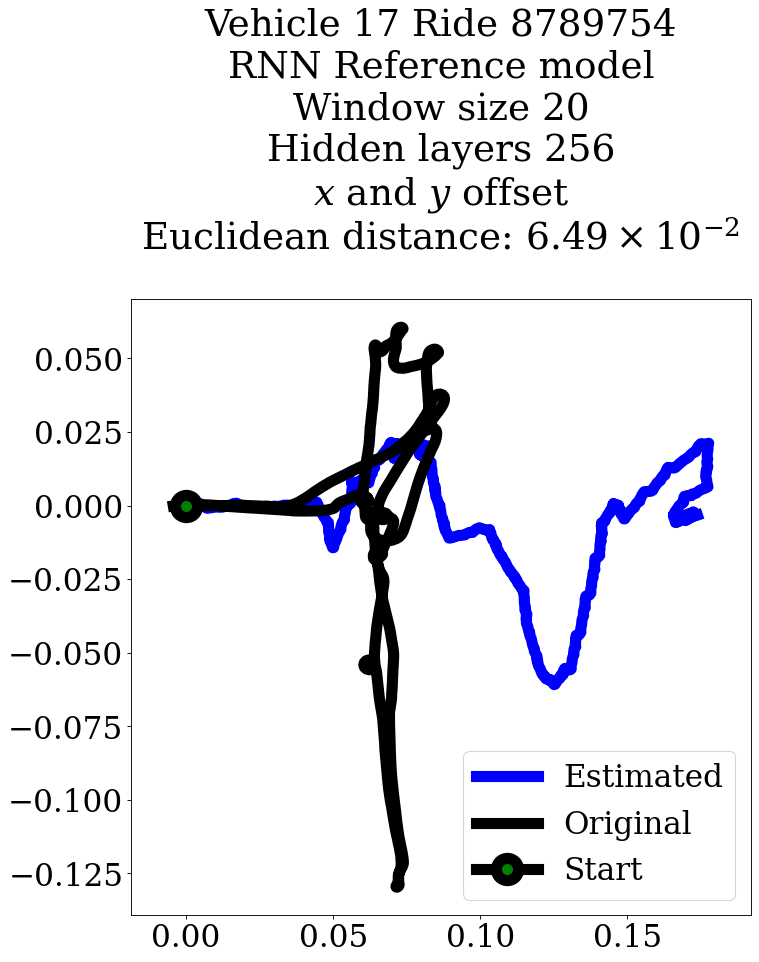 Vehicle 17 Ride 8789754
RNN Reference model
Window size 20
Hidden layers 256
x and y offset
Euclidean distance: 6.49 × 10⁻²
0.050
0.025
0.000
−0.025
−0.050
−0.075
−0.100
−0.125
Estimated
Original
Start
0.00 0.05 0.10 0.15